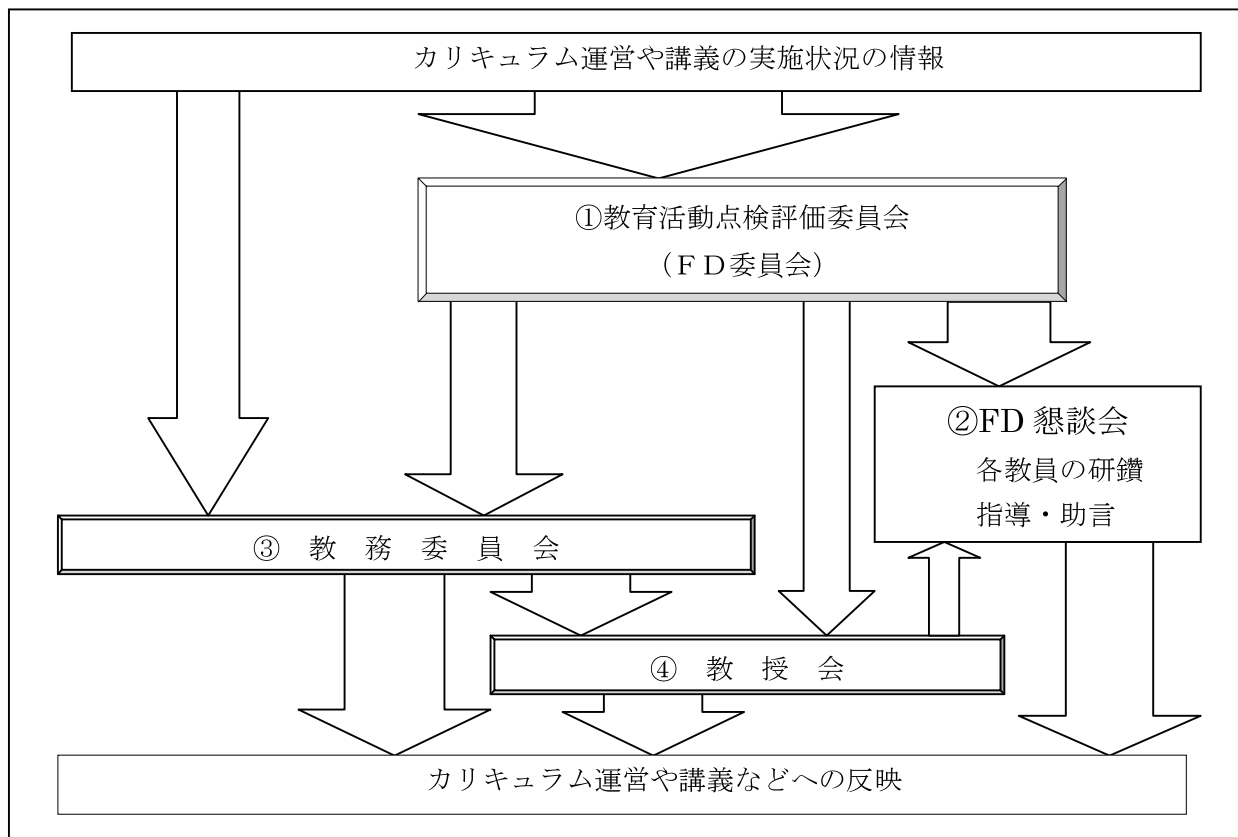 カリキュラム運営や講義の実施状況の情報
①教育活動点検評価委員会
（ＦＤ委員会）
②FD 懇談会
各教員の研鑽
指導・助言
③　教　務　委　員　会
④　教　授　会
カリキュラム運営や講義などへの反映